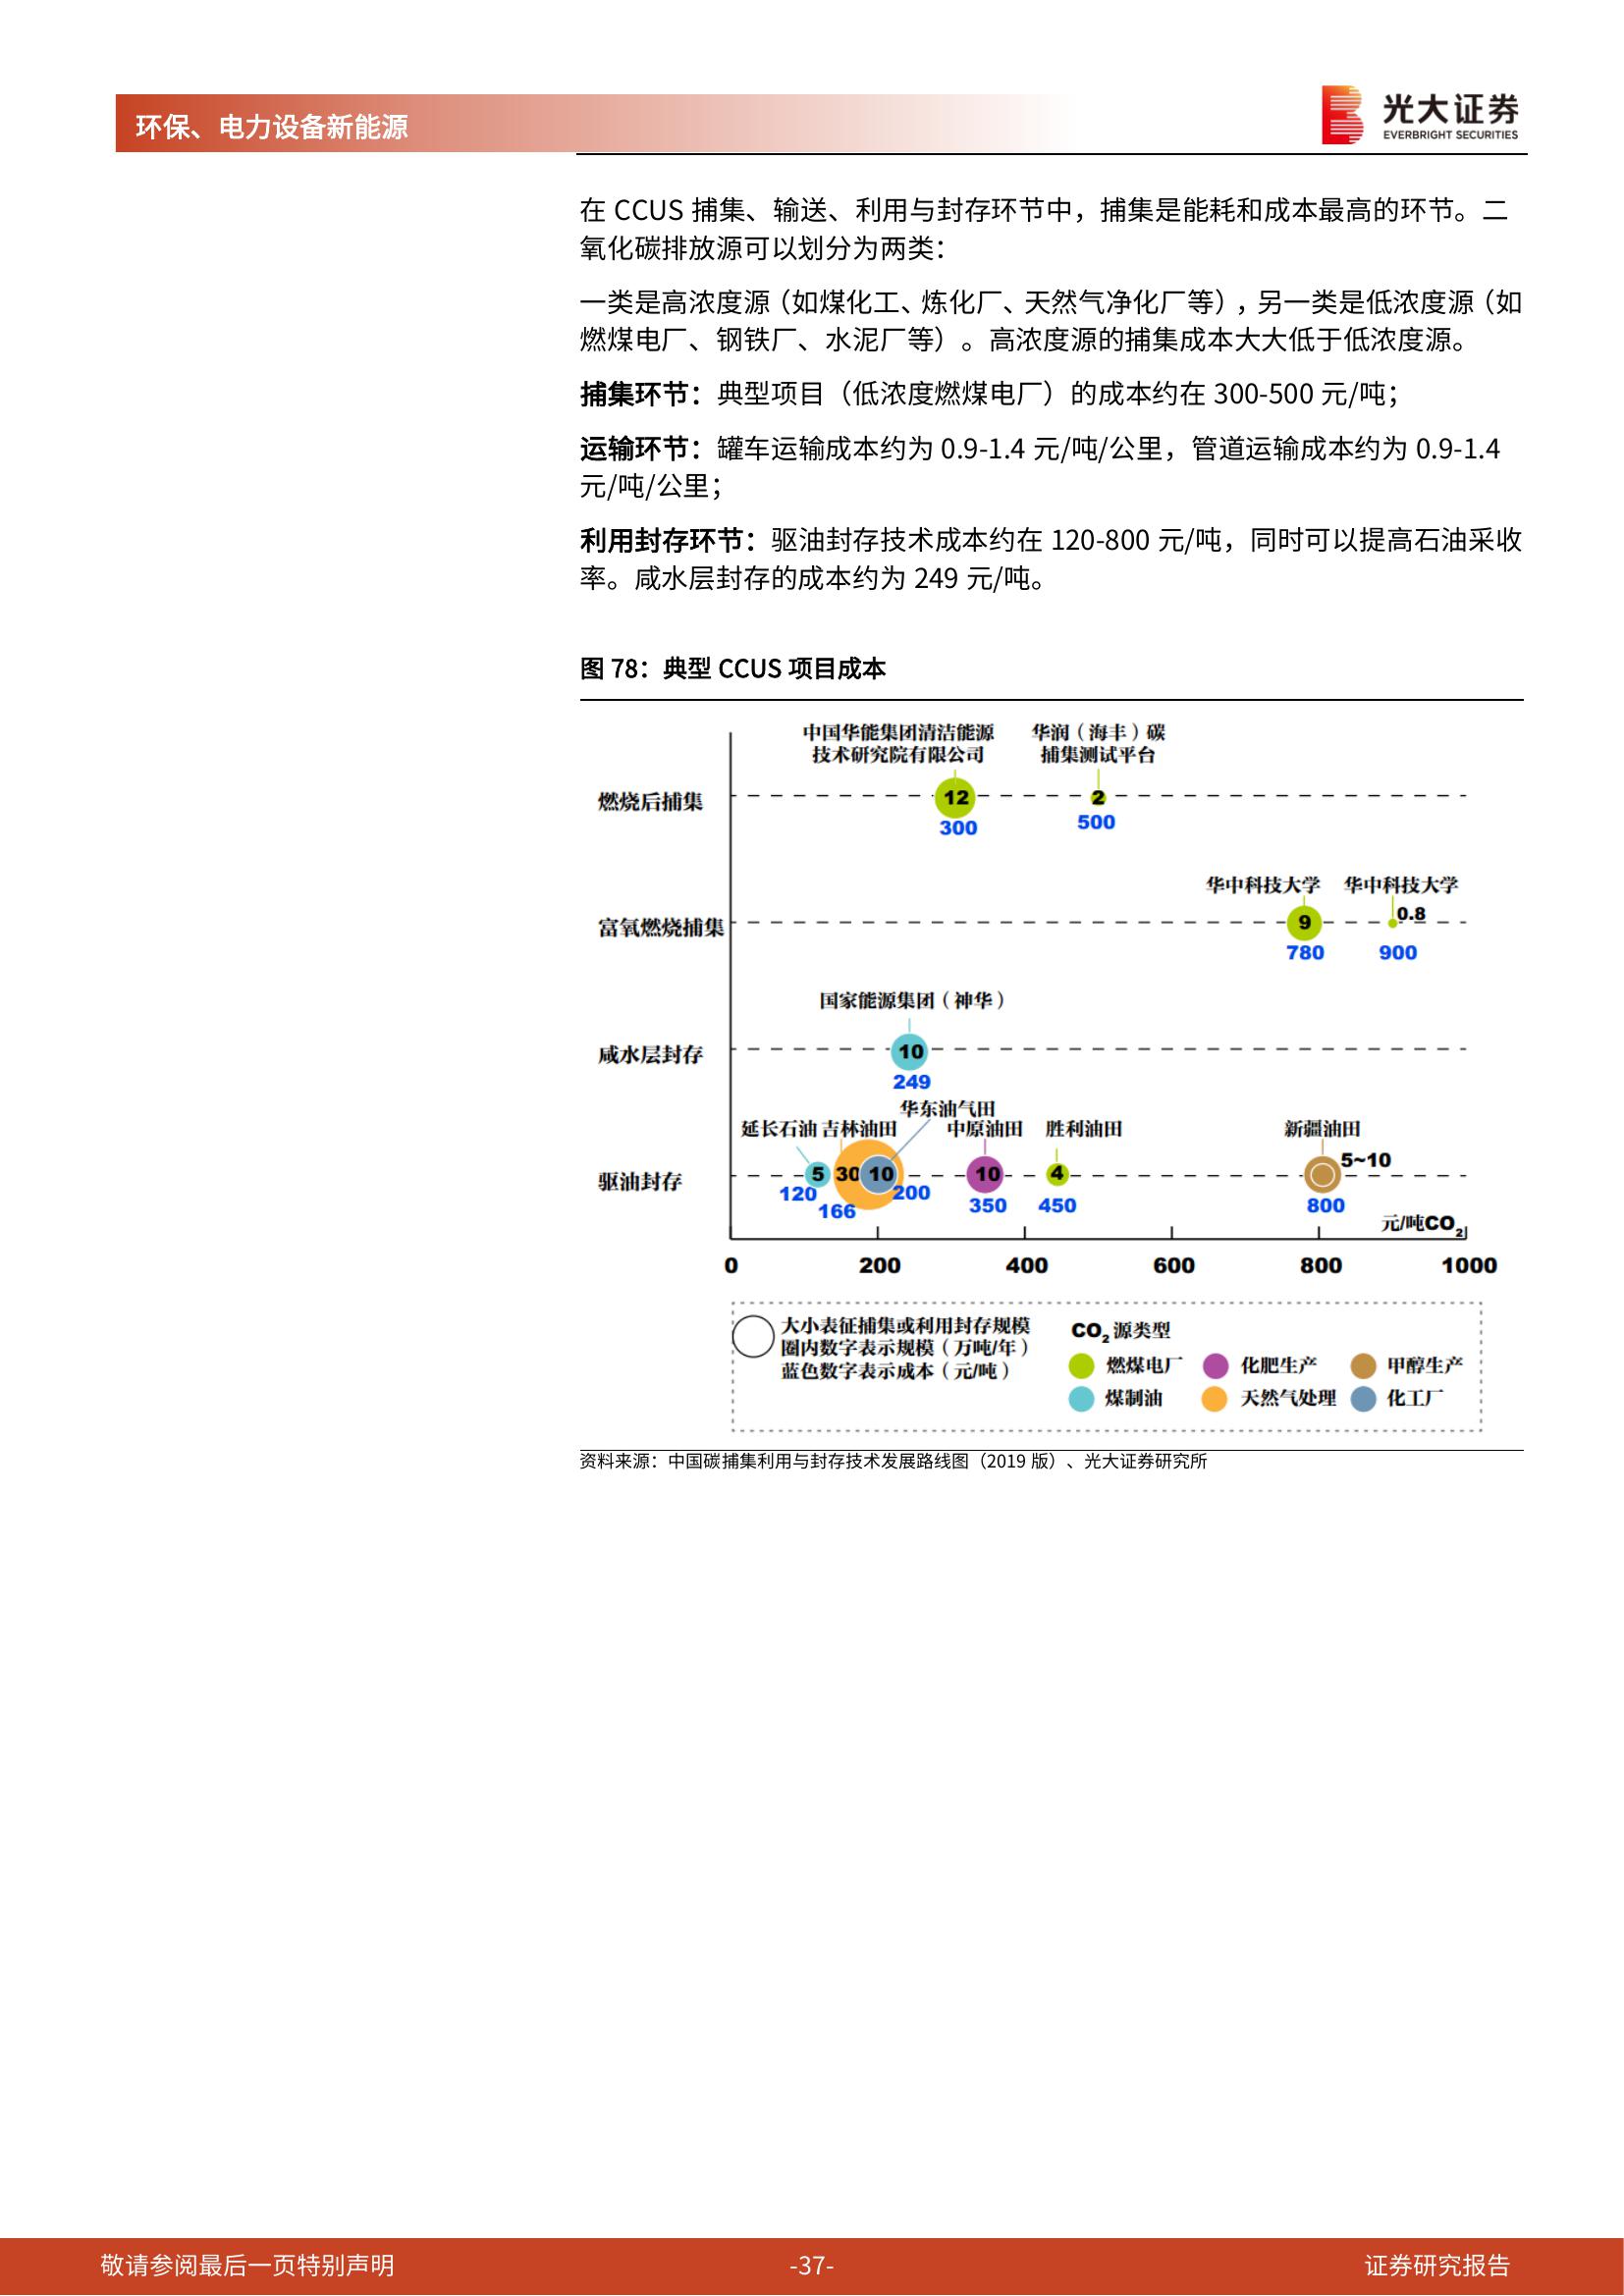 环保、电力设备新能源
光大证券
EVERBRIGHT SECURITIES
在 CCUS 捕集、输送、利用与封存环节中，捕集是能耗和成本最高的环节。二
氧化碳排放源可以划分为两类：
一类是高浓度源（如煤化工、炼化厂、天然气净化厂等），另一类是低浓度源（如
燃煤电厂、钢铁厂、水泥厂等）。高浓度源的捕集成本大大低于低浓度源。
捕集环节：典型项目（低浓度燃煤电厂）的成本约在 300-500 元/吨；
运输环节：罐车运输成本约为 0.9-1.4 元/吨/公里，管道运输成本约为 0.9-1.4
元/吨/公里；
利用封存环节：驱油封存技术成本约在 120-800 元/吨，同时可以提高石油采收
率。咸水层封存的成本约为 249 元/吨。
图 78：典型 CCUS 项目成本
中国华能集团清洁能源
技术研究院有限公司
华润（海丰）碳
捕集测试平台
燃烧后捕集
12
2
300
500
华中科技大学
华中科技大学
富氧燃烧捕集
9
0.8
780
900
国家能源集团（神华）
咸水层封存
10
249
华东油气田
延长石油
吉林油田
中原油田
胜利油田
新疆油田
驱油封存
5
30
10
10
4
5~10
120
166
200
350
450
800
元/吨CO2
0
200
400
600
800
1000
大小表征捕集或利用封存规模
圈内数字表示规模（万吨/年）
蓝色数字表示成本（元/吨）
CO2源类型
燃煤电厂
化肥生产
甲醇生产
煤制油
天然气处理
化工厂
资料来源：中国碳捕集利用与封存技术发展路线图（2019 版）、光大证券研究所
敬请参阅最后一页特别声明
-37-
证券研究报告